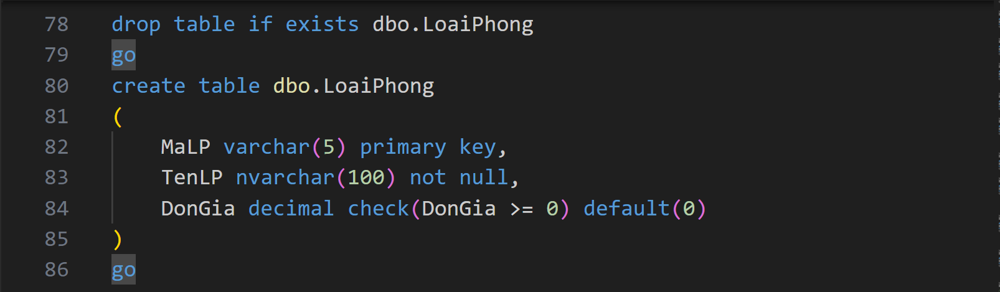 78 drop table if exists dbo.LoaiPhong
79 go
80 create table dbo.LoaiPhong
81 (
82     MaLP varchar(5) primary key,
83     TenLP nvarchar(100) not null,
84     DonGia decimal check(DonGia >= 0) default(0)
85 )
86 go